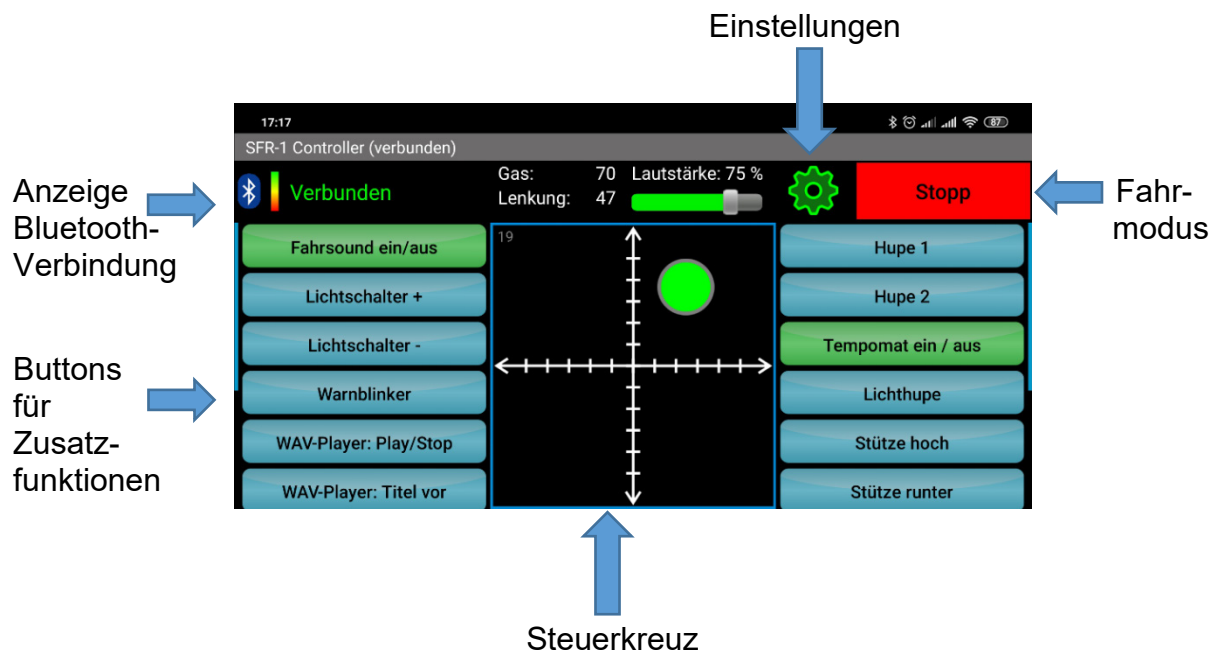 Einstellungen
17:17
87
SFR-1 Controller (verbunden)
Anzeige
Bluetooth-
Verbindung
Verbunden
Gas: 70
Lenkung: 47
Lautstärke: 75 %
Stopp
Fahr-
modus
Buttons
für
Zusatz-
funktionen
Fahrsound ein/aus
Lichtschalter +
Lichtschalter -
Warnblinker
WAV-Player: Play/Stop
WAV-Player: Titel vor
19
Hupe 1
Hupe 2
Tempomat ein / aus
Lichthupe
Stütze hoch
Stütze runter
Steuerkreuz